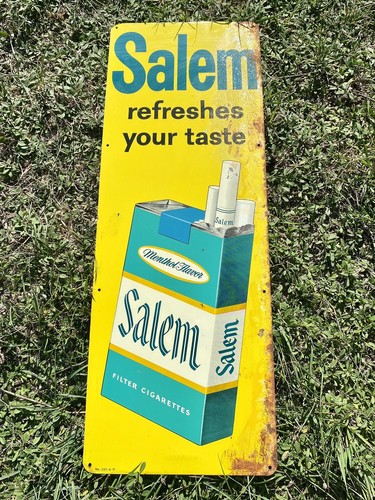 Salem
refreshes
your taste
Salem
Menthol Flavor
Salem
Salem
FILTER CIGARETTES